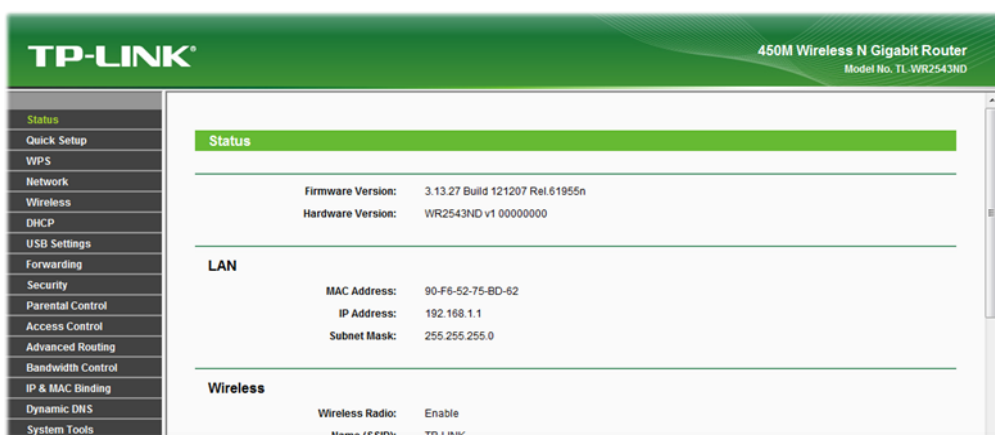 TP-LINK®
450M Wireless N Gigabit Router
Model No. TL-WR2543ND
Status
Quick Setup
WPS
Network
Wireless
DHCP
USB Settings
Forwarding
Security
Parental Control
Access Control
Advanced Routing
Bandwidth Control
IP & MAC Binding
Dynamic DNS
System Tools
Status
Firmware Version: 3.13.27 Build 121207 Rel.61955n
Hardware Version: WR2543ND v1 00000000
LAN
MAC Address: 90-F6-52-75-BD-62
IP Address: 192.168.1.1
Subnet Mask: 255.255.255.0
Wireless
Wireless Radio: Enable
Name (SSID): TP-LINK